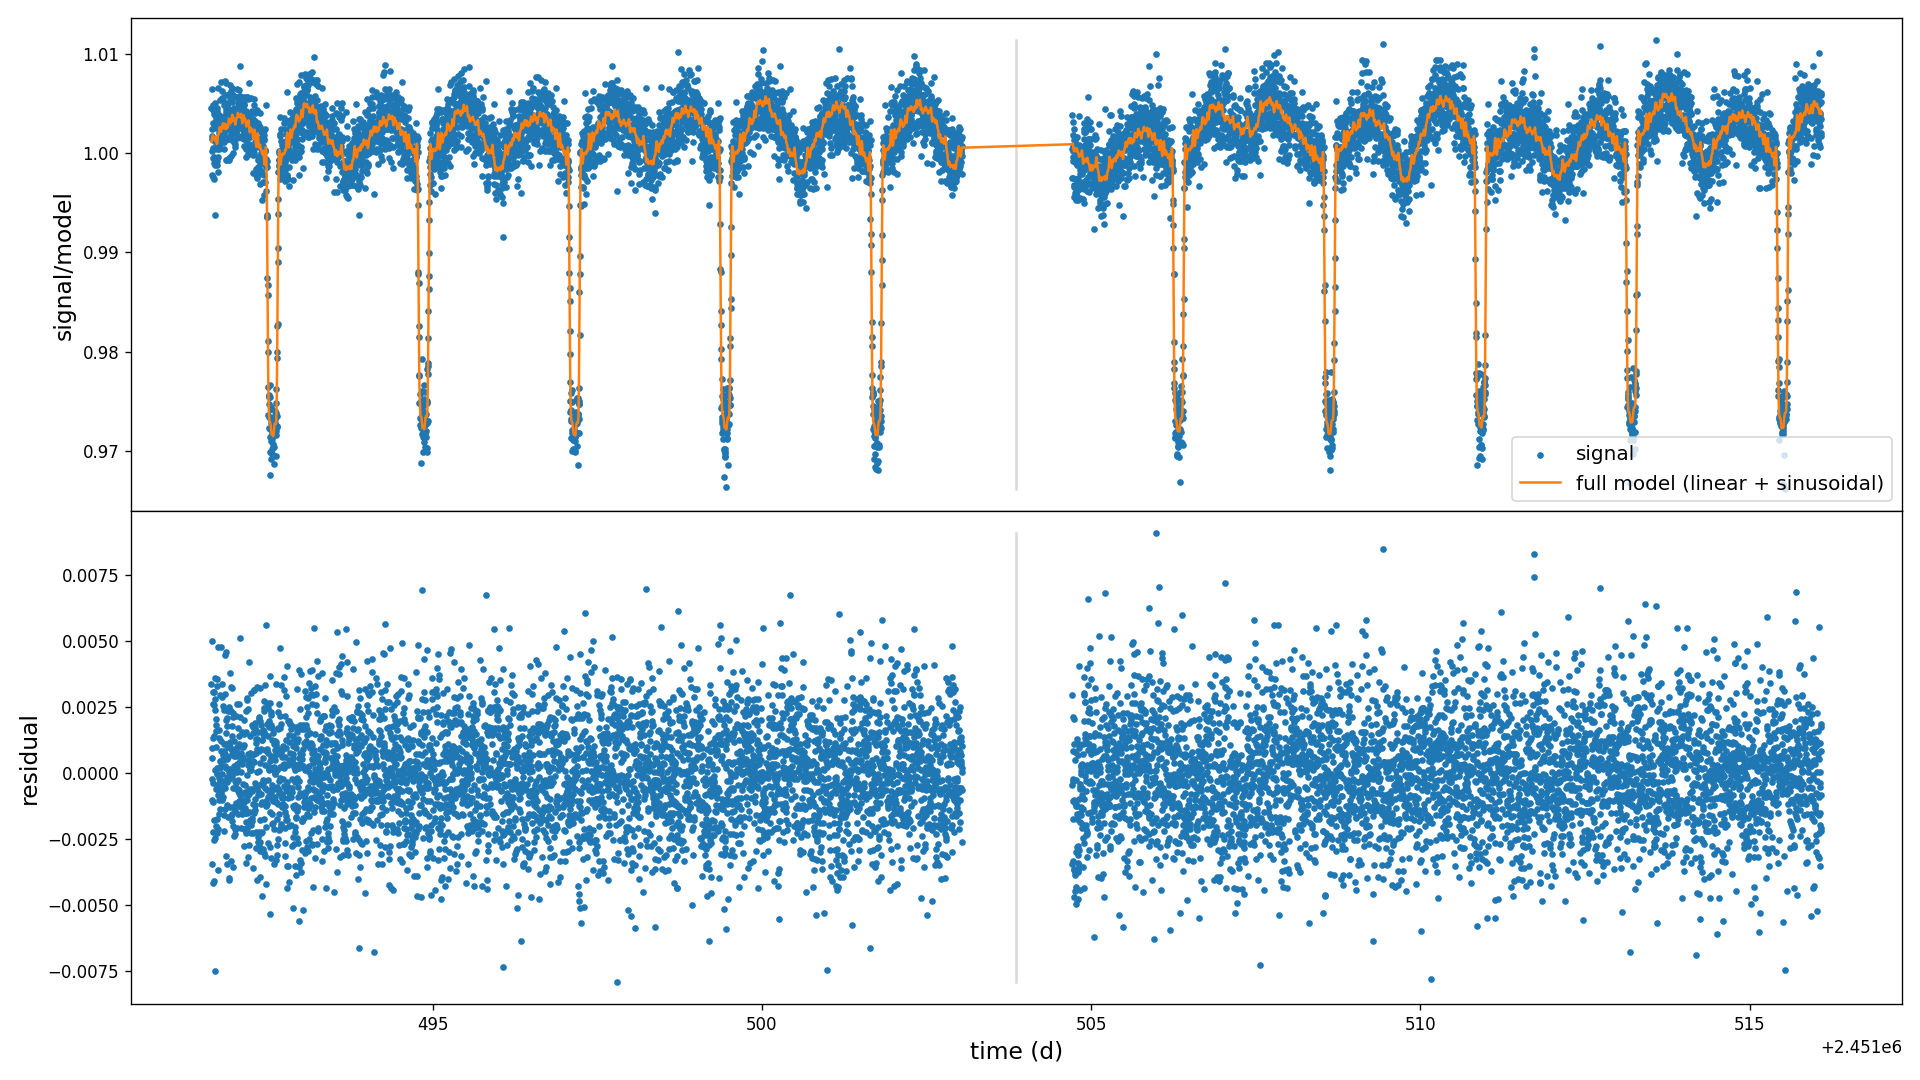 1.01
1.00
0.99
0.98
0.97
signal/model
signal
full model (linear + sinusoidal)
0.0075
0.0050
0.0025
0.0000
−0.0025
−0.0050
−0.0075
residual
495
500
505
510
515
time (d)
+2.451e6